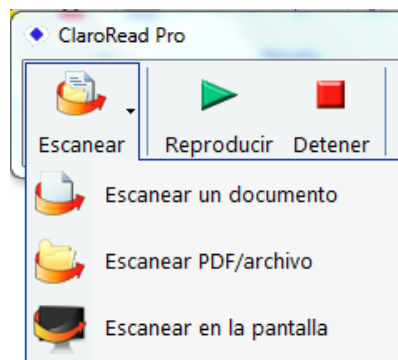 ClaroRead Pro
Escanear Reproducir Detener
Escanear un documento
Escanear PDF/archivo
Escanear en la pantalla